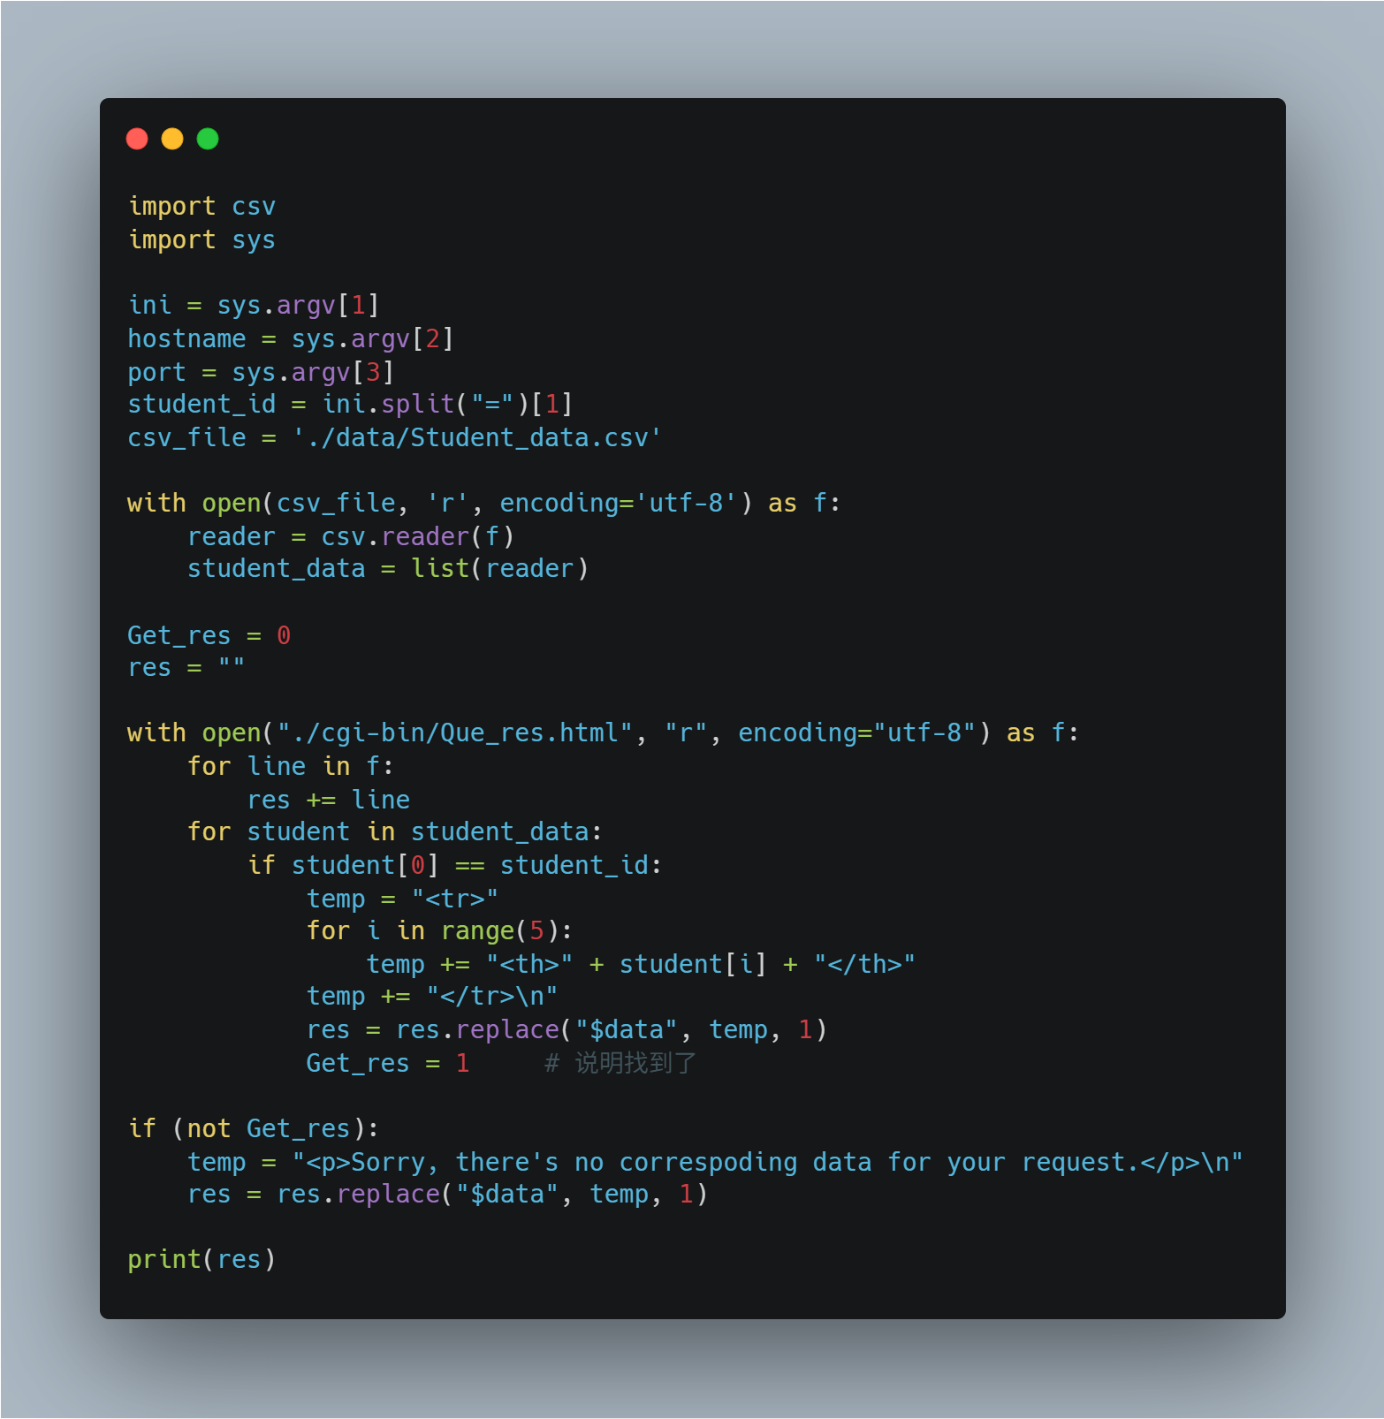 import csv
import sys

ini = sys.argv[1]
hostname = sys.argv[2]
port = sys.argv[3]
student_id = ini.split("=")[1]
csv_file = './data/Student_data.csv'

with open(csv_file, 'r', encoding='utf-8') as f:
    reader = csv.reader(f)
    student_data = list(reader)

Get_res = 0
res = ""

with open("./cgi-bin/Que_res.html", "r", encoding="utf-8") as f:
    for line in f:
        res += line
    for student in student_data:
        if student[0] == student_id:
            temp = "<tr>"
            for i in range(5):
                temp += "<th>" + student[i] + "</th>"
            temp += "</tr>\n"
            res = res.replace("$data", temp, 1)
            Get_res = 1     # 说明找到了

if (not Get_res):
    temp = "<p>Sorry, there's no correspoding data for your request.</p>\n"
    res = res.replace("$data", temp, 1)

print(res)